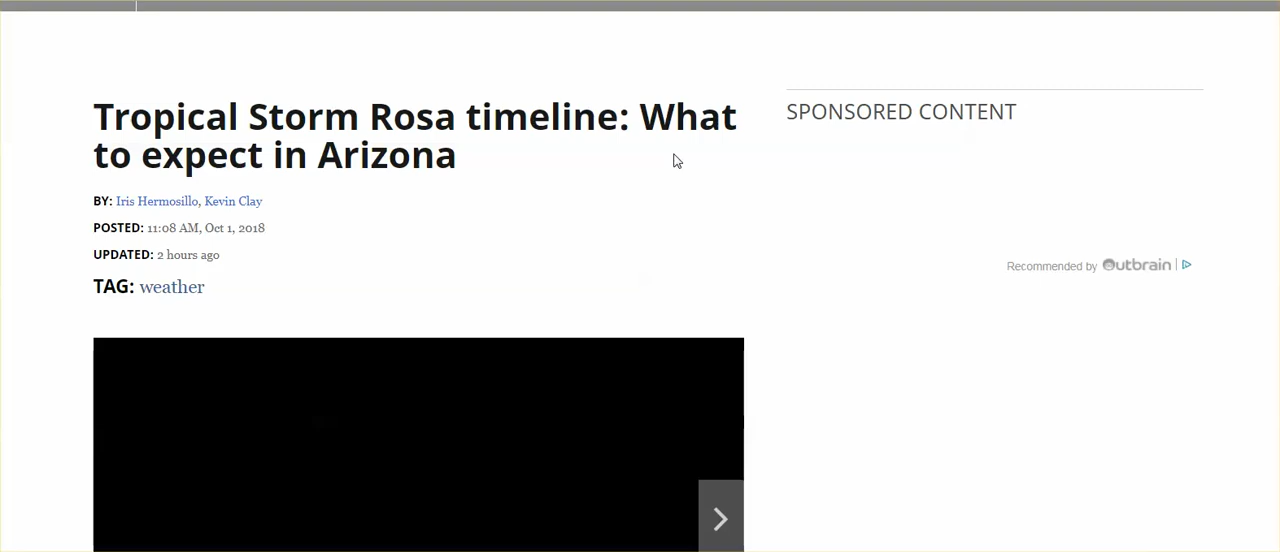 Tropical Storm Rosa timeline: What
to expect in Arizona
BY: Iris Hermosillo, Kevin Clay
POSTED: 11:08 AM, Oct 1, 2018
UPDATED: 2 hours ago
TAG: weather
SPONSORED CONTENT
Recommended by Outbrain